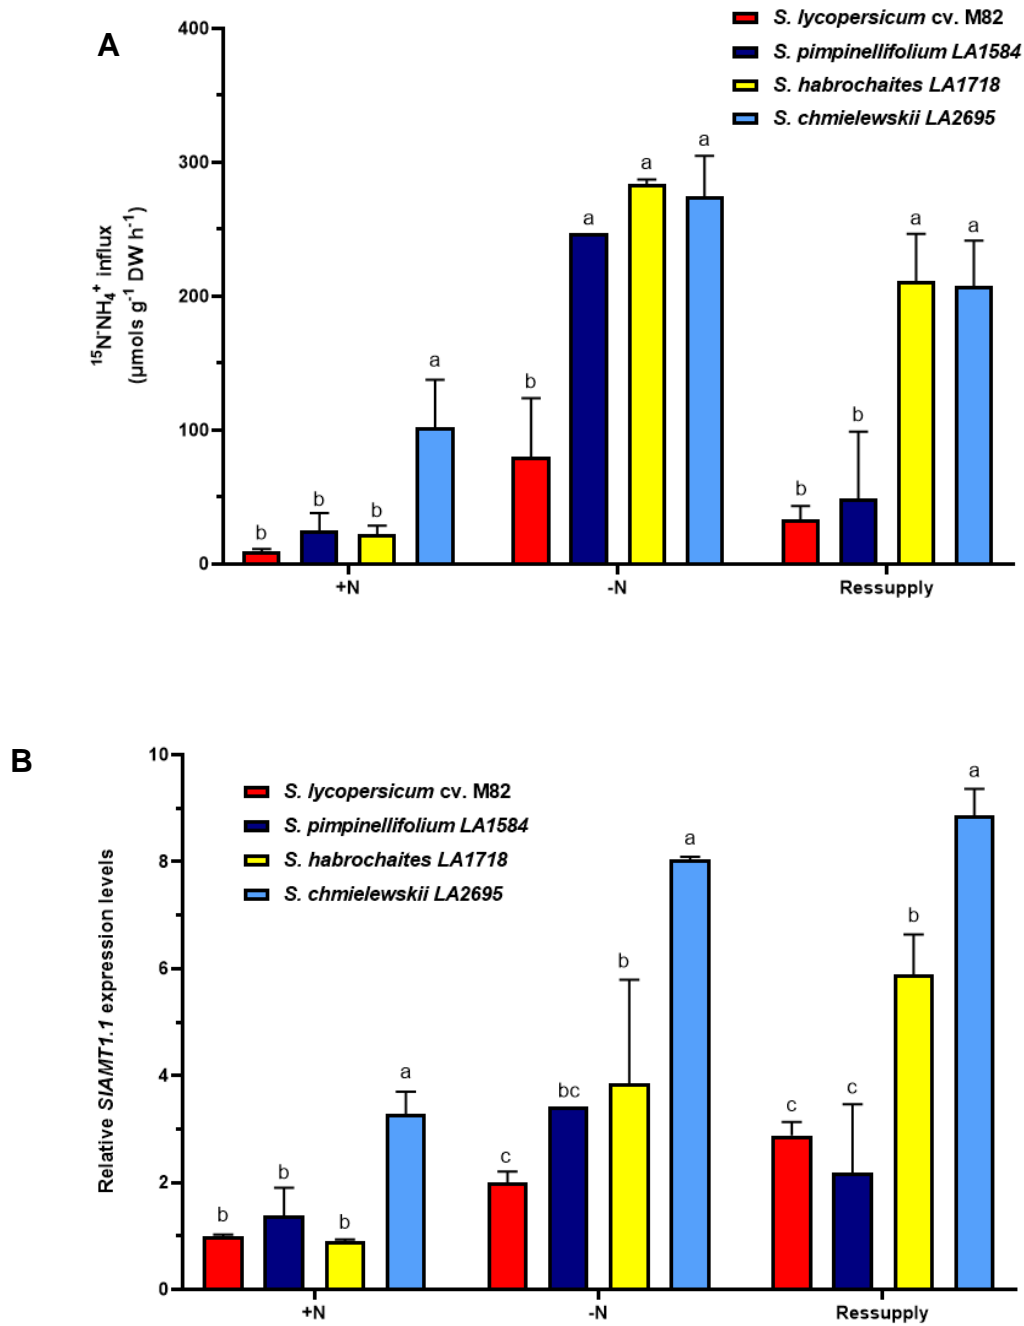 A
400
300
200
100
0
¹⁵N-NH₄⁺ influx
(µmols g⁻¹ DW h⁻¹)
S. lycopersicum cv. M82
S. pimpinellifolium LA1584
S. habrochaites LA1718
S. chmielewskii LA2695
b
b
b
a
b
a
a
a
b
b
a
a
+N
-N
Ressupply
B
10
8
6
4
2
0
Relative SlAMT1.1 expression levels
S. lycopersicum cv. M82
S. pimpinellifolium LA1584
S. habrochaites LA1718
S. chmielewskii LA2695
b
b
b
a
c
bc
b
a
c
c
b
a
+N
-N
Ressupply